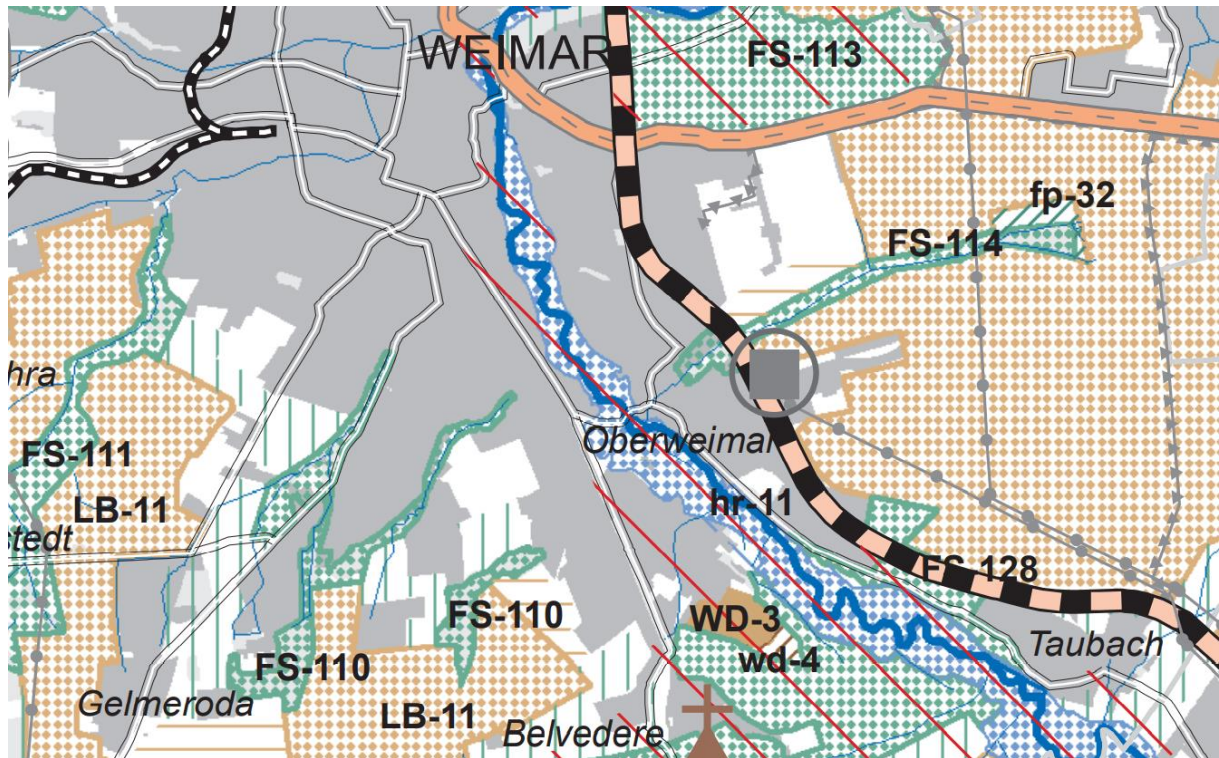 WEIMAR
FS-113
fp-32
FS-114
hra
Oberweimar
FS-111
LB-11
hr-11
tedt
FS-128
FS-110
WD-3
Taubach
wd-4
FS-110
Gelmeroda
LB-11
Belvedere